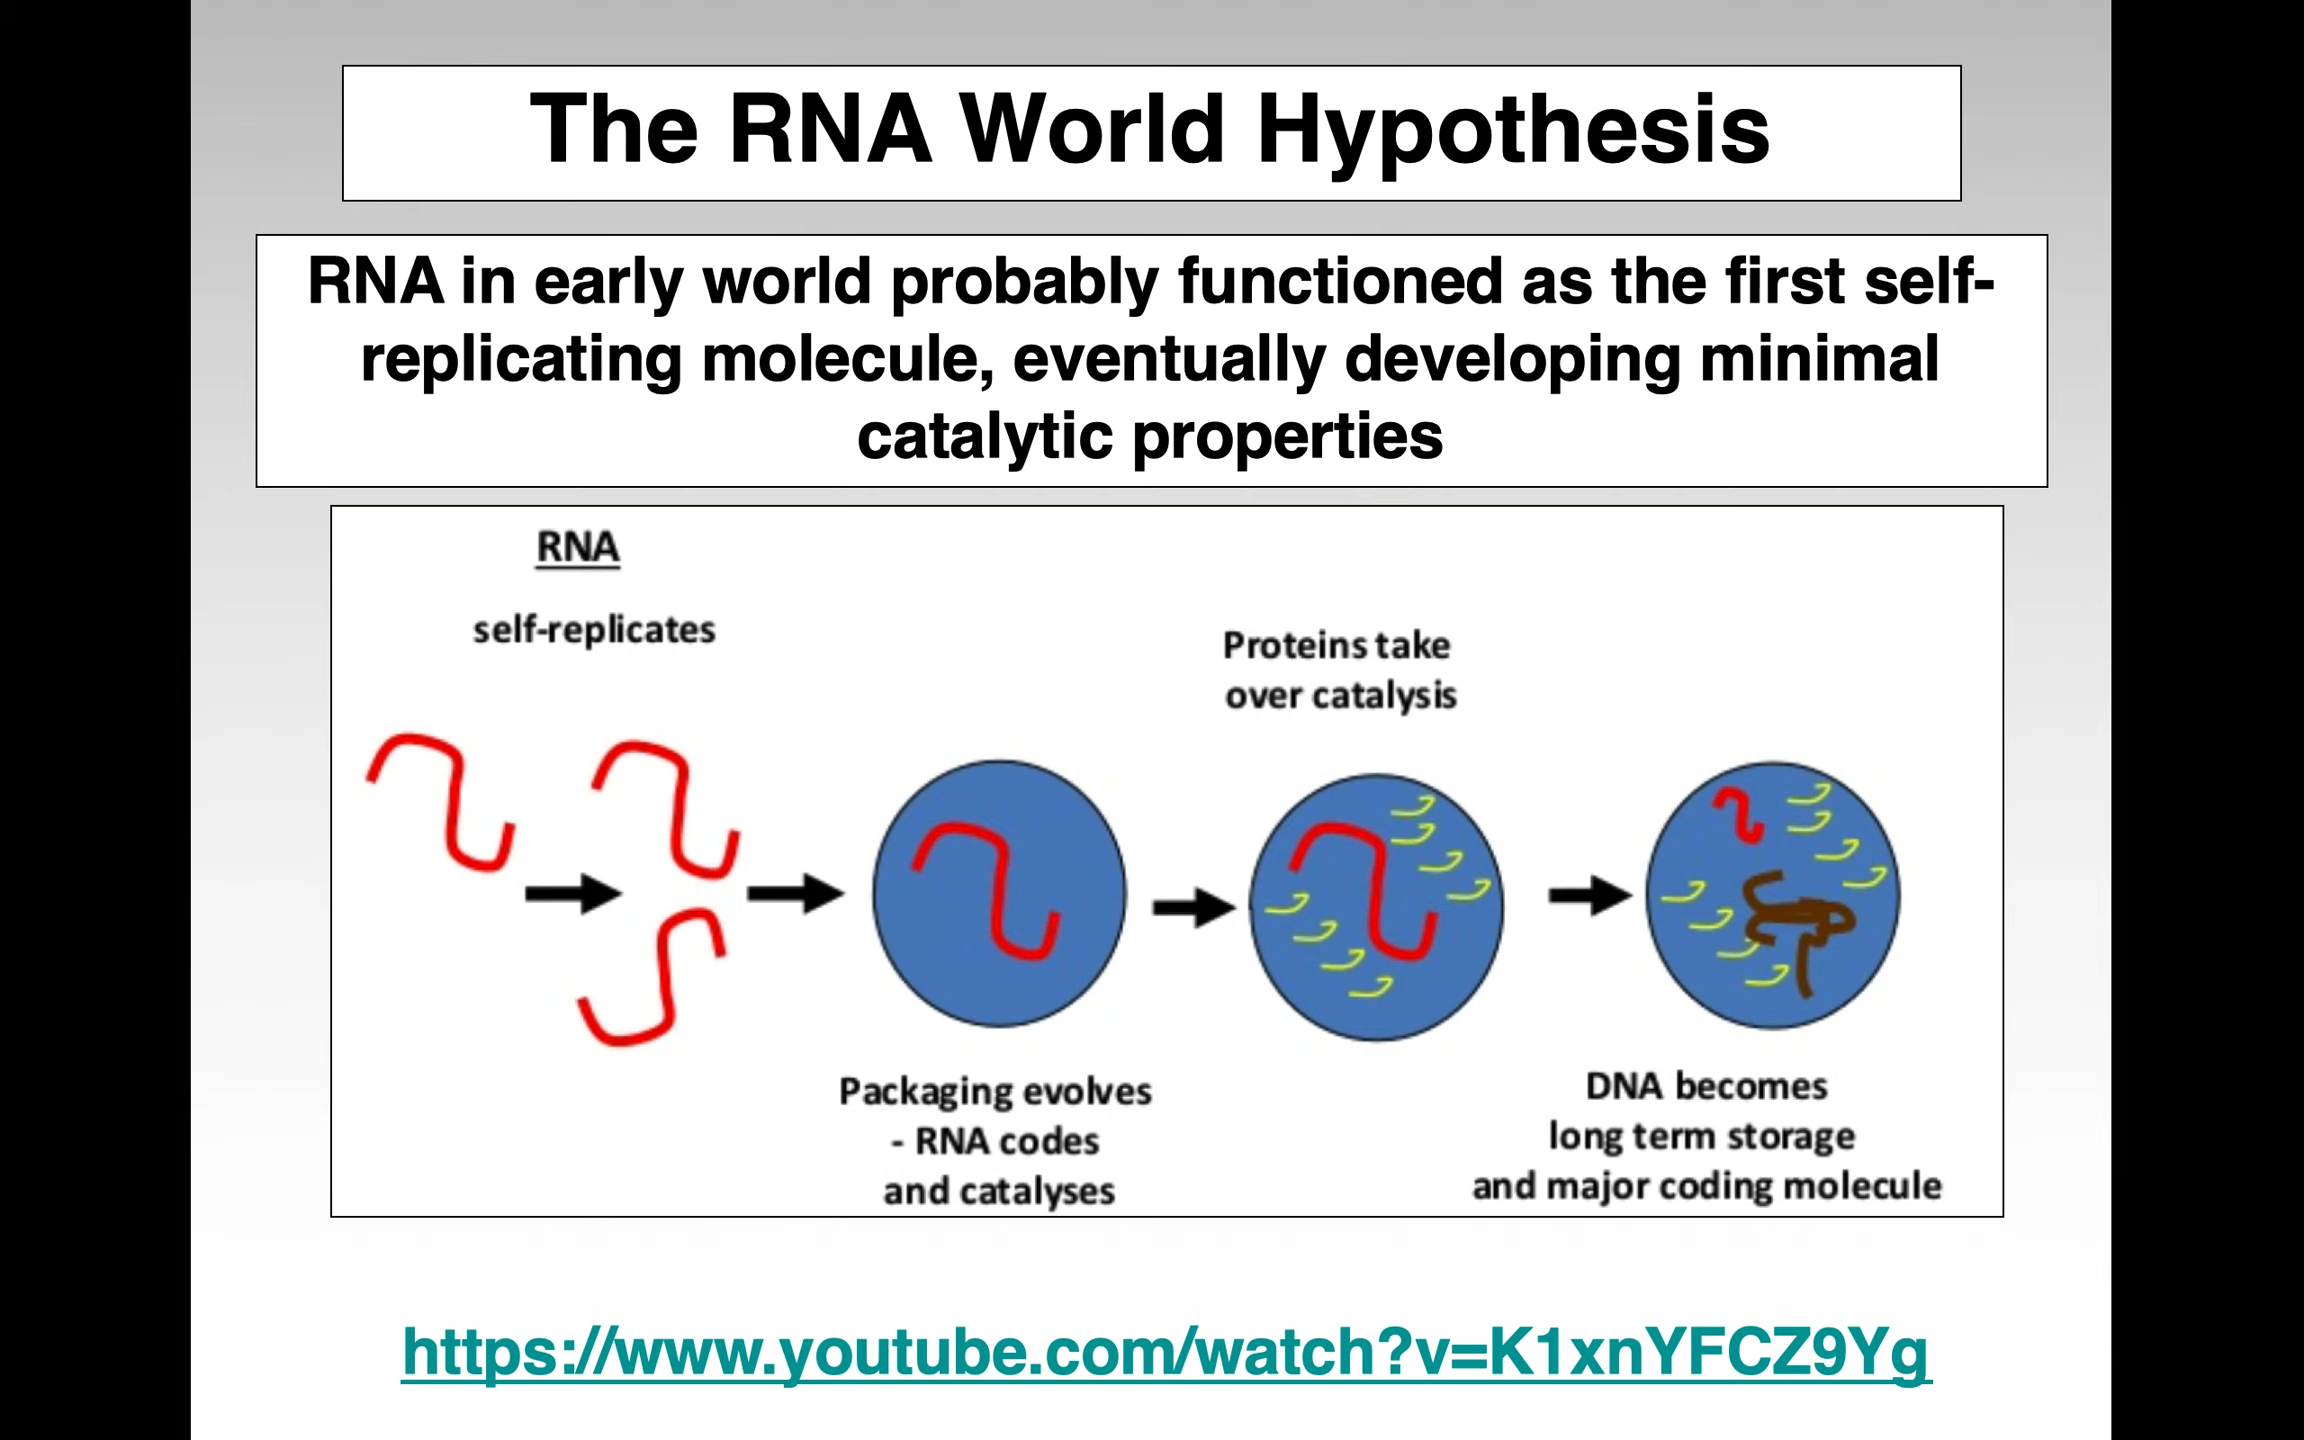 The RNA World Hypothesis
RNA in early world probably functioned as the first self-
replicating molecule, eventually developing minimal
catalytic properties
RNA
self-replicates
Proteins take
over catalysis
Packaging evolves
- RNA codes
and catalyses
DNA becomes
long term storage
and major coding molecule
https://www.youtube.com/watch?v=K1xnYFCZ9Yg